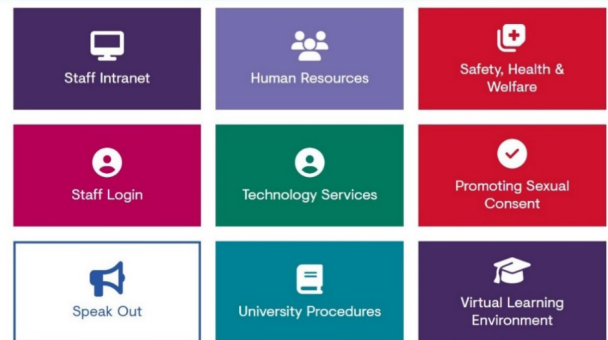 Staff Intranet
Human Resources
Safety, Health &
Welfare
Staff Login
Technology Services
Promoting Sexual
Consent
Speak Out
University Procedures
Virtual Learning
Environment